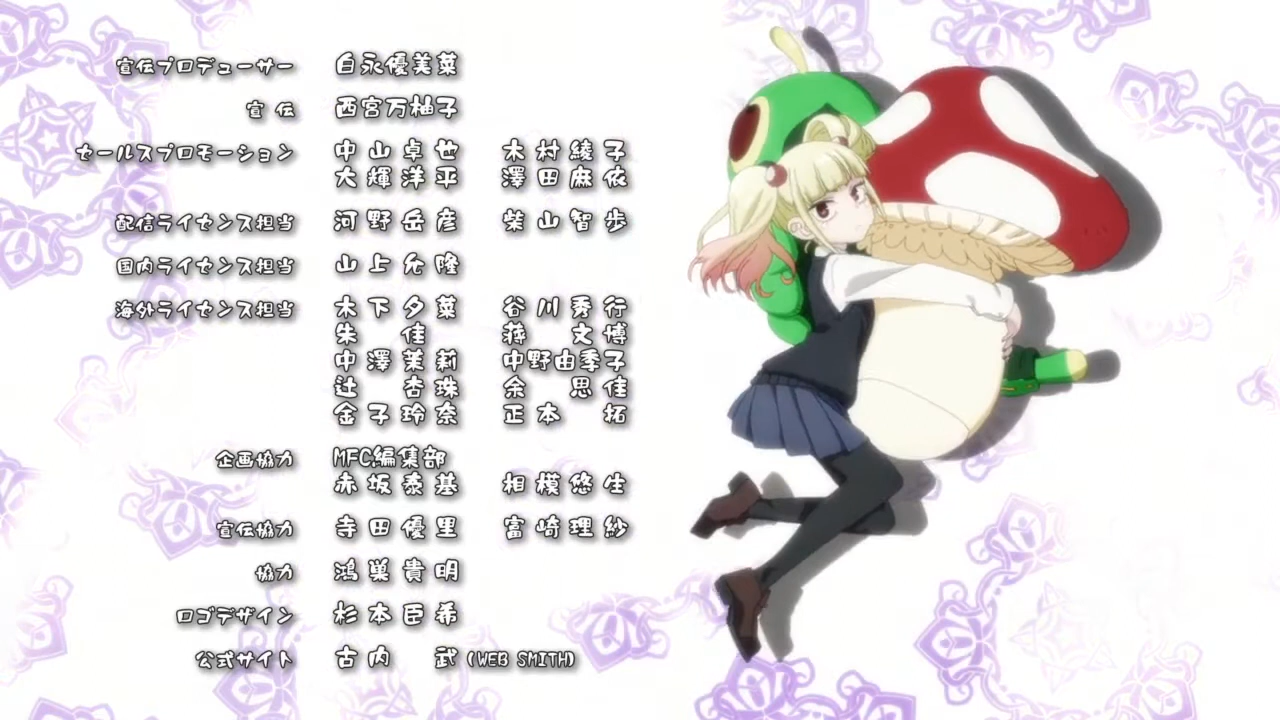 宣伝プロデューサー 白永優美菜
宣伝 西宮万柚子
セールスプロモーション 中山卓也 木村綾子
大輝洋平 澤田麻依
配信ライセンス担当 河野岳彦 柴山智歩
国内ライセンス担当 山上允隆
海外ライセンス担当 木下夕菜 谷川秀行
朱佳 蒋文博
中澤茉莉 中野由季子
辻杏珠 余思佳
金子玲奈 正本拓
企画協力 MFC編集部
赤坂泰基 相模悠生
宣伝協力 寺田優里 富崎理紗
協力 鴻巣貴明
ロゴデザイン 杉本臣希
公式サイト 古内武(WEB SMITH)